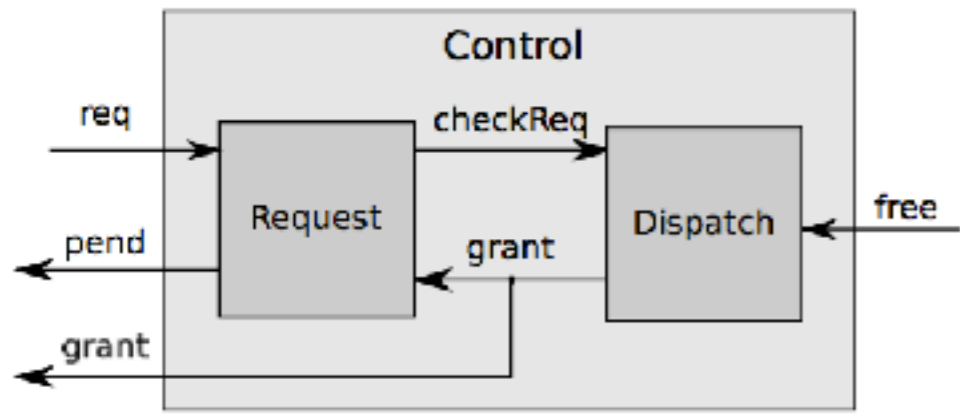 Control
req
checkReq
Request
Dispatch
free
pend
grant
grant